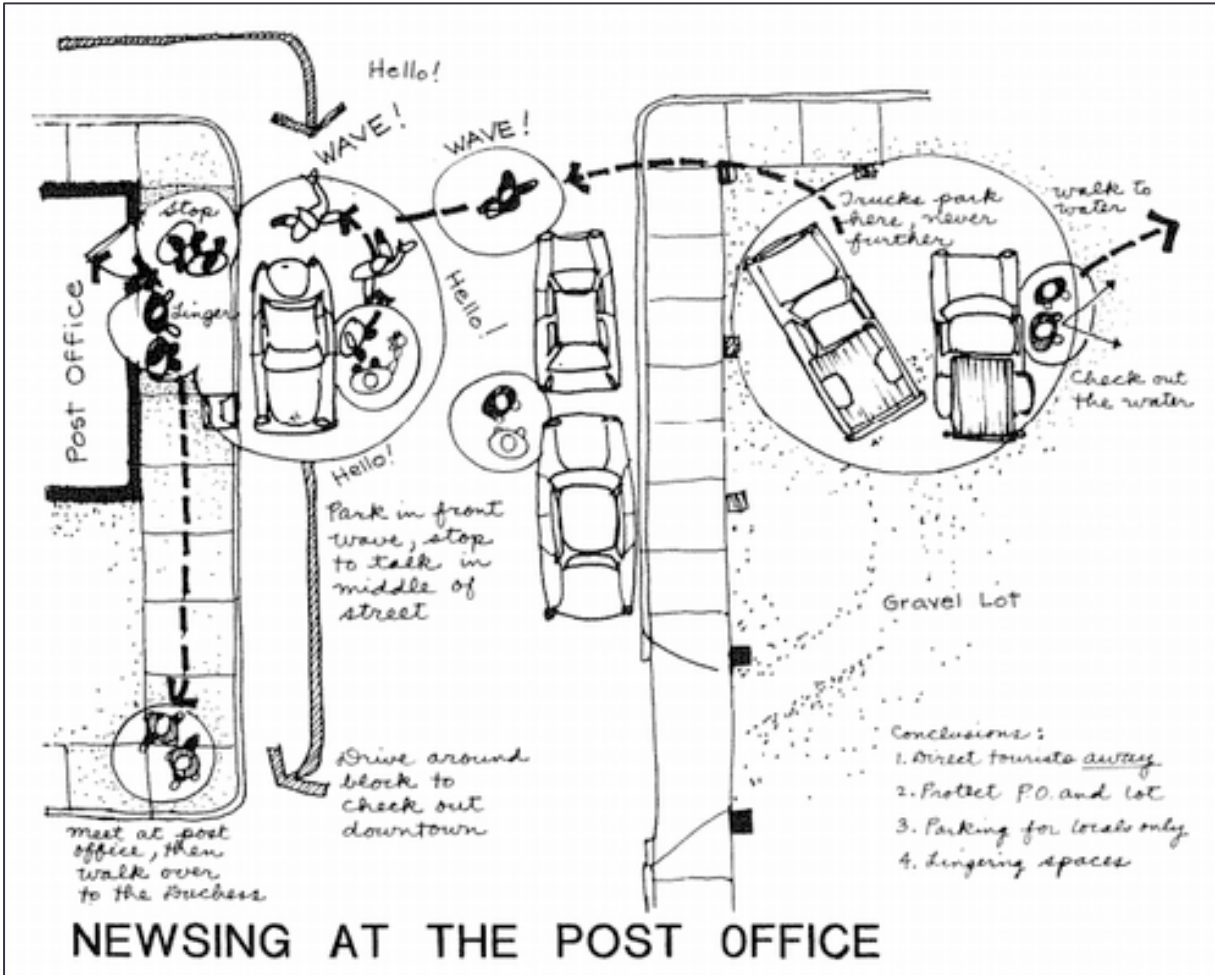 Hello!
WAVE!
WAVE!
Stop
Linger
POST OFFICE
Hello!
Hello!
Trucks park
here, never
further
walk to
water
Check out
the water
Park in front
wave, stop
to talk in
middle of
street
Gravel Lot
Drive around
block to
check out
downtown
meet at post
office, then
walk over
to the Duchess
Conclusions:
1. Direct tourists away
2. Protect P.O. and lot
3. Parking for locals only
4. Lingering spaces
NEWSING AT THE POST OFFICE